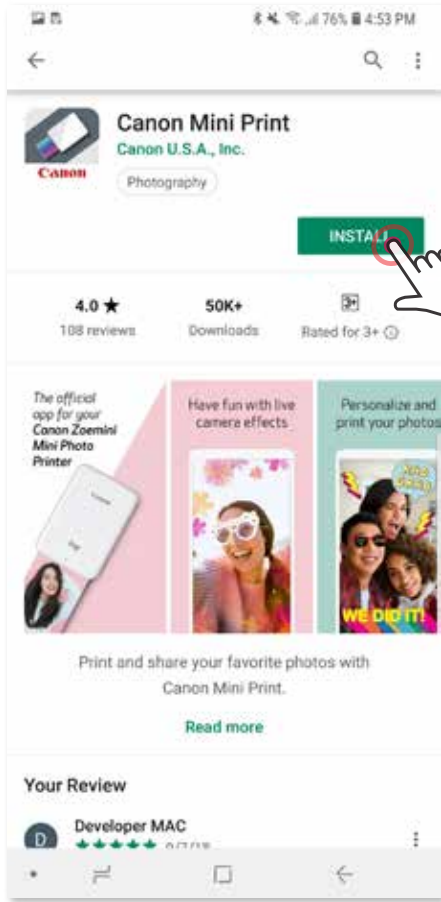 76% 4:53 PM
Canon Mini Print
Canon U.S.A., Inc.
Canon
Photography
INSTALL
4.0 ★
108 reviews
50K+
Downloads
3+
Rated for 3+
The official
app for your
Canon Zoemini
Mini Photo
Printer
Have fun with live
camera effects
Personalize and
print your photos
WE DID IT!
Print and share your favorite photos with
Canon Mini Print.
Read more
Your Review
D
Developer MAC